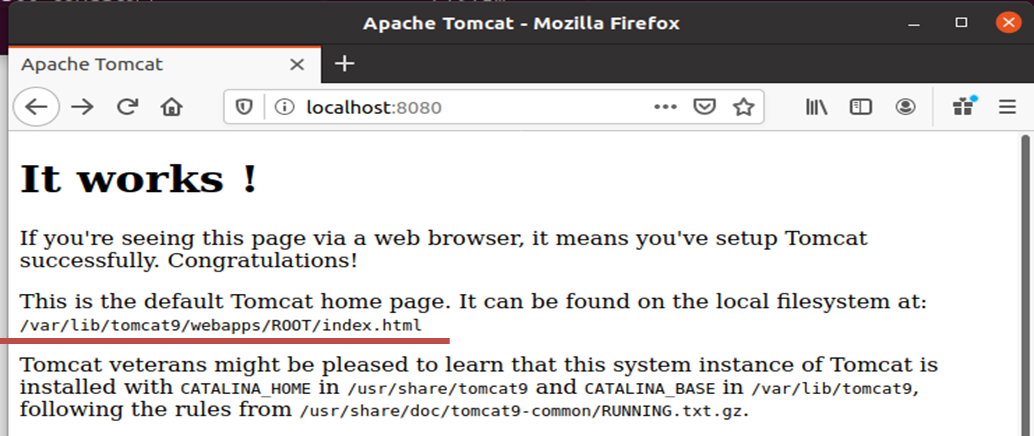 Apache Tomcat - Mozilla Firefox
Apache Tomcat
localhost:8080
It works !
If you're seeing this page via a web browser, it means you've setup Tomcat
successfully. Congratulations!
This is the default Tomcat home page. It can be found on the local filesystem at:
/var/lib/tomcat9/webapps/ROOT/index.html
Tomcat veterans might be pleased to learn that this system instance of Tomcat is
installed with CATALINA_HOME in /usr/share/tomcat9 and CATALINA_BASE in /var/lib/tomcat9,
following the rules from /usr/share/doc/tomcat9-common/RUNNING.txt.gz.